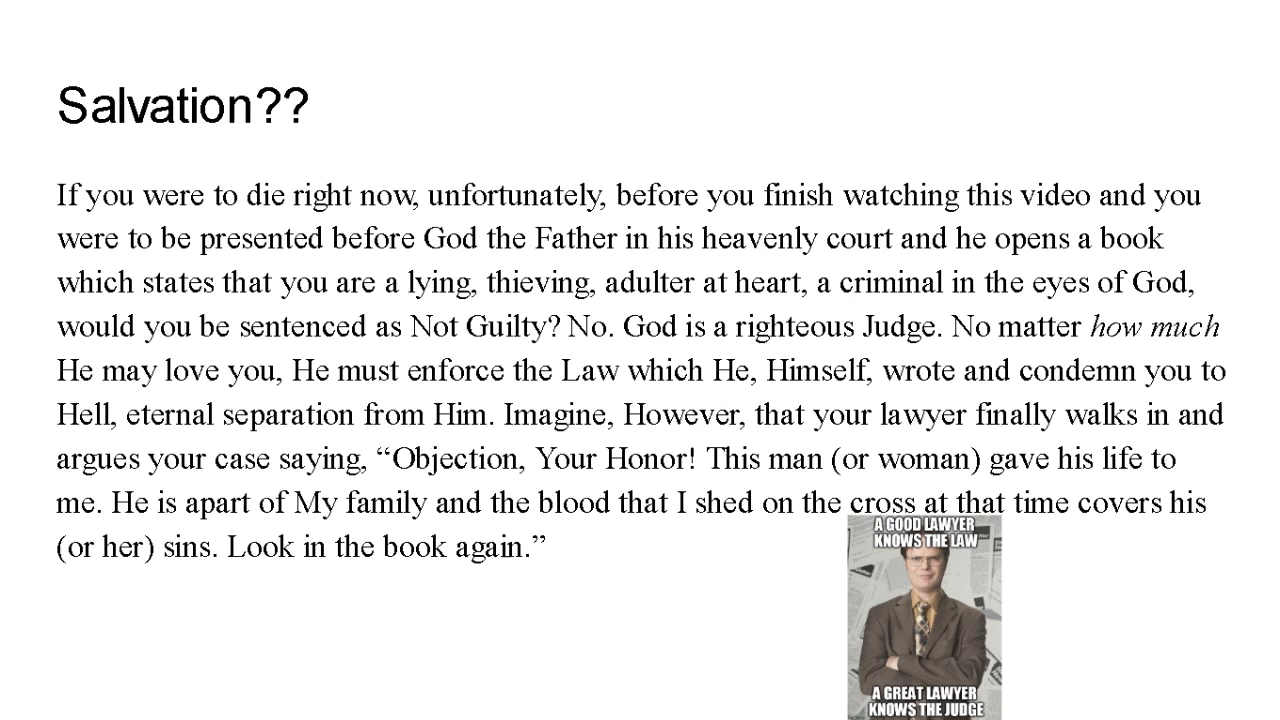 Salvation??
If you were to die right now, unfortunately, before you finish watching this video and you
were to be presented before God the Father in his heavenly court and he opens a book
which states that you are a lying, thieving, adulter at heart, a criminal in the eyes of God,
would you be sentenced as Not Guilty? No. God is a righteous Judge. No matter how much
He may love you, He must enforce the Law which He, Himself, wrote and condemn you to
Hell, eternal separation from Him. Imagine, However, that your lawyer finally walks in and
argues your case saying, “Objection, Your Honor! This man (or woman) gave his life to
me. He is apart of My family and the blood that I shed on the cross at that time covers his
(or her) sins. Look in the book again.”
A GOOD LAWYER
KNOWS THE LAW
A GREAT LAWYER
KNOWS THE JUDGE